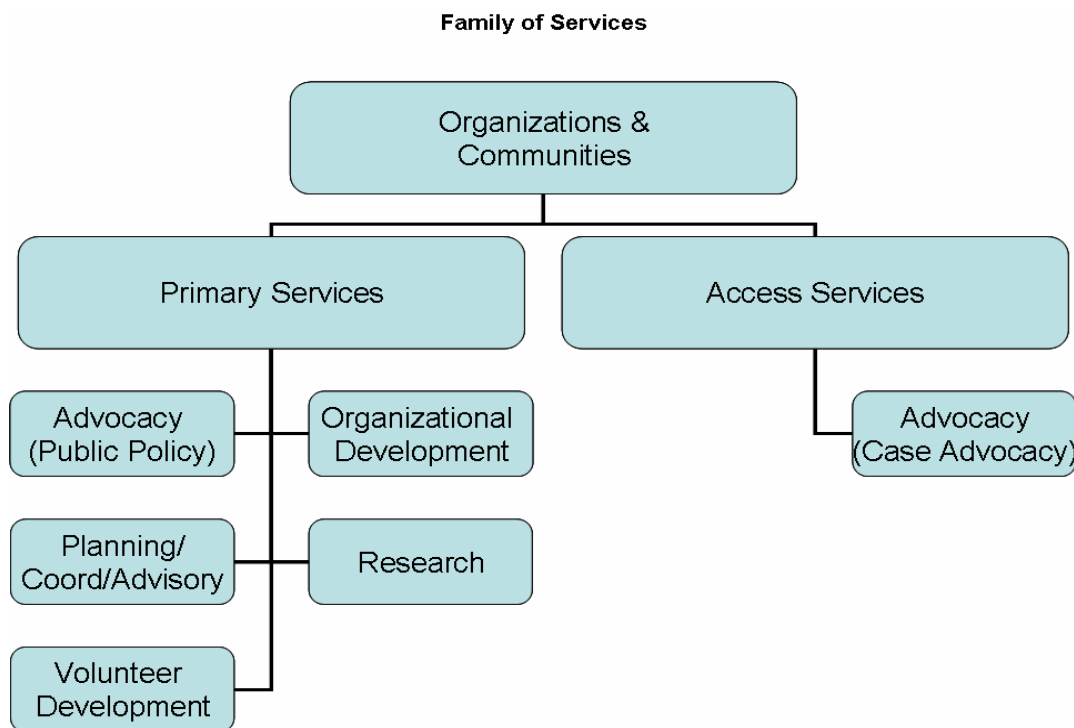 Family of Services
Organizations &
Communities
Primary Services
Access Services
Advocacy
(Public Policy)
Organizational
Development
Advocacy
(Case Advocacy)
Planning/
Coord/Advisory
Research
Volunteer
Development